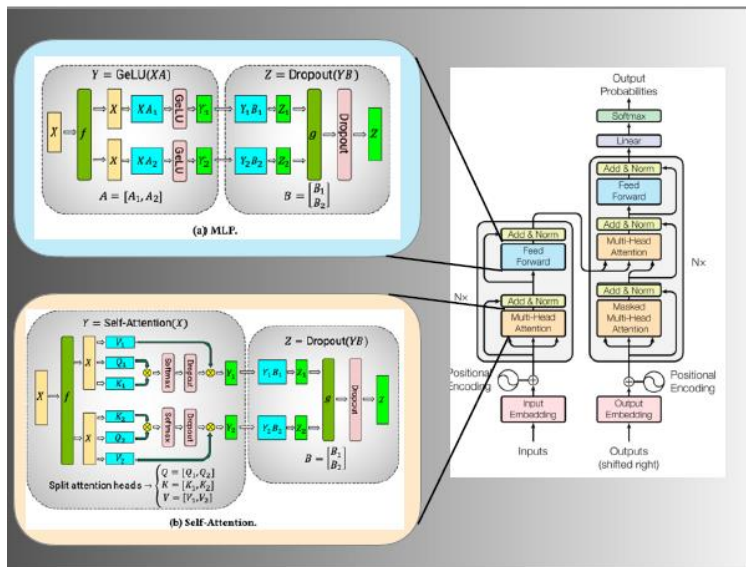 Y = GeLU(XA)
Z = Dropout(YB)
X
f
X
XA₁
GeLU
Y₁
Y₁B₁
Z₁
X
XA₂
GeLU
Y₂
Y₂B₂
Z₂
g
Dropout
Z
A = [A₁, A₂]
B = [B₁
B₂]
(a) MLP.
Y = Self-Attention(X)
Z = Dropout(YB)
X
f
X
V₁
Q₁
K₁
Softmax
Dropout
Y₁
Y₁B₁
Z₁
X
K₂
Q₂
V₂
Softmax
Dropout
Y₂
Y₂B₂
Z₂
g
Dropout
Z
Split attention heads → { Q = [Q₁, Q₂]
K = [K₁, K₂]
V = [V₁, V₂]
B = [B₁
B₂]
(b) Self-Attention.
Output
Probabilities
Softmax
Linear
Add & Norm
Feed
Forward
Add & Norm
Multi-Head
Attention
Add & Norm
Masked
Multi-Head
Attention
Nx
Positional
Encoding
Output
Embedding
Outputs
(shifted right)
Add & Norm
Feed
Forward
Nx
Add & Norm
Multi-Head
Attention
Positional
Encoding
Input
Embedding
Inputs